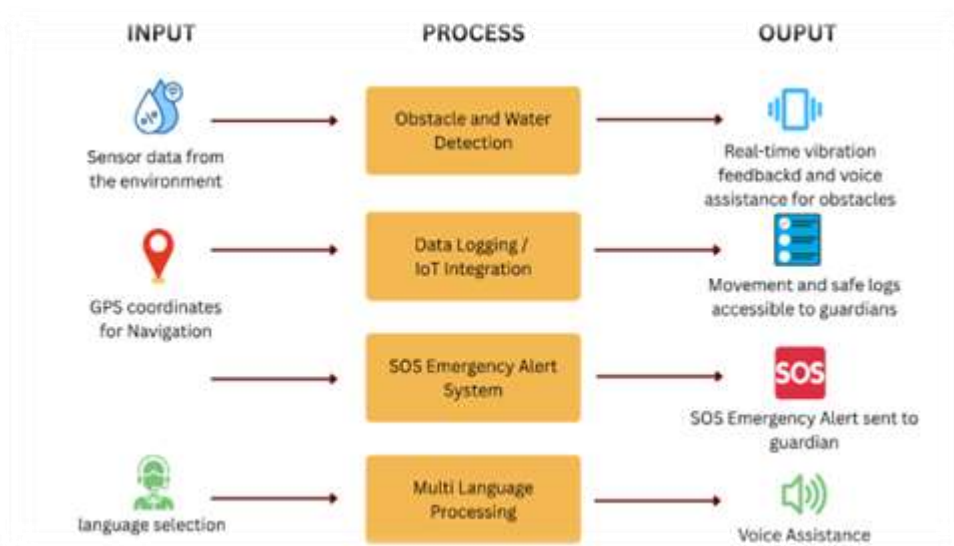 INPUT
PROCESS
OUPUT
Sensor data from
the environment
Obstacle and Water
Detection
Real-time vibration
feedbackd and voice
assistance for obstacles
GPS coordinates
for Navigation
Data Logging /
IoT Integration
Movement and safe logs
accessible to guardians
SOS Emergency Alert
System
SOS
SOS Emergency Alert sent to
guardian
language selection
Multi Language
Processing
Voice Assistance